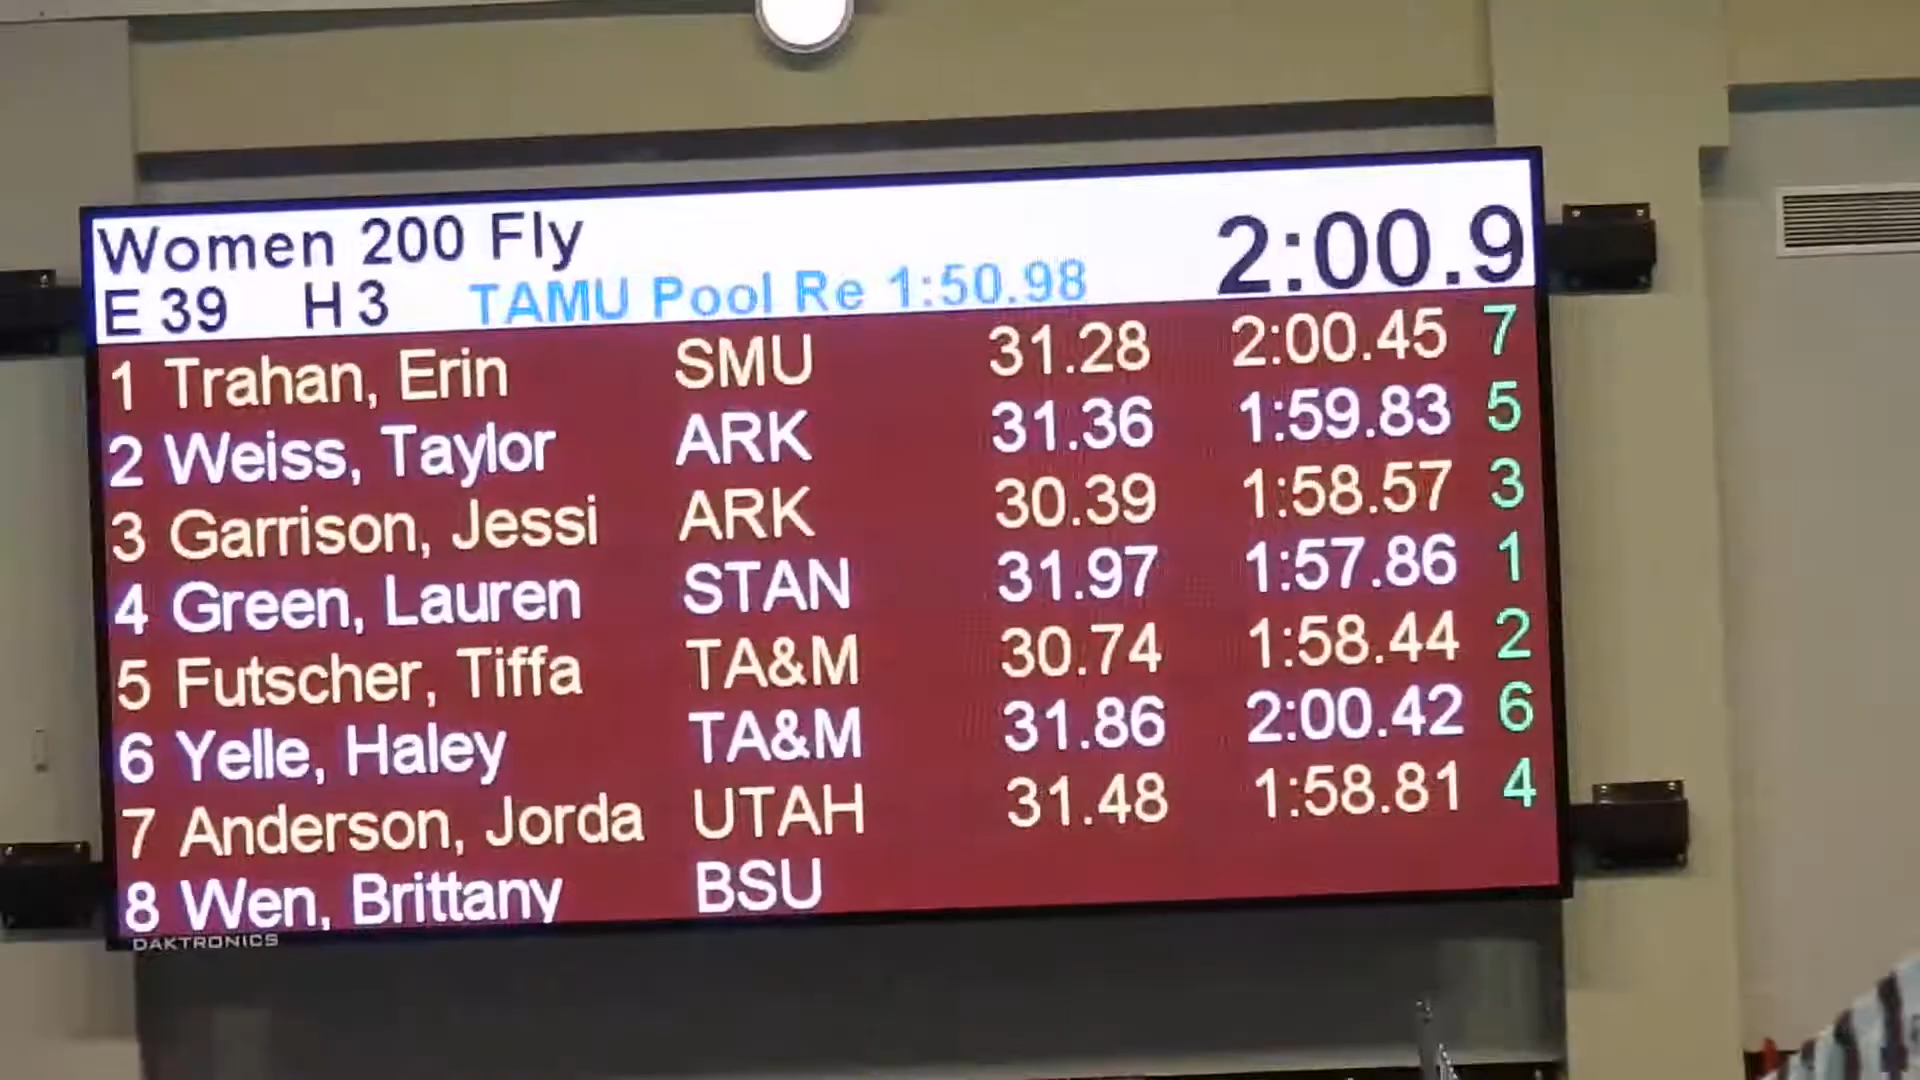 Women 200 Fly 2:00.9
E 39 H 3 TAMU Pool Re 1:50.98
1 Trahan, Erin SMU 31.28 2:00.45 7
2 Weiss, Taylor ARK 31.36 1:59.83 5
3 Garrison, Jessi ARK 30.39 1:58.57 3
4 Green, Lauren STAN 31.97 1:57.86 1
5 Futscher, Tiffa TA&M 30.74 1:58.44 2
6 Yelle, Haley TA&M 31.86 2:00.42 6
7 Anderson, Jorda UTAH 31.48 1:58.81 4
8 Wen, Brittany BSU
DAKTRONICS